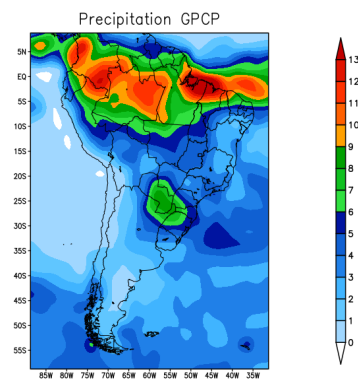 Precipitation GPCP
5N
EQ
5S
10S
15S
20S
25S
30S
35S
40S
45S
50S
55S
85W 80W 75W 70W 65W 60W 55W 50W 45W 40W 35W
13
12
11
10
9
8
7
6
5
4
3
2
1
0